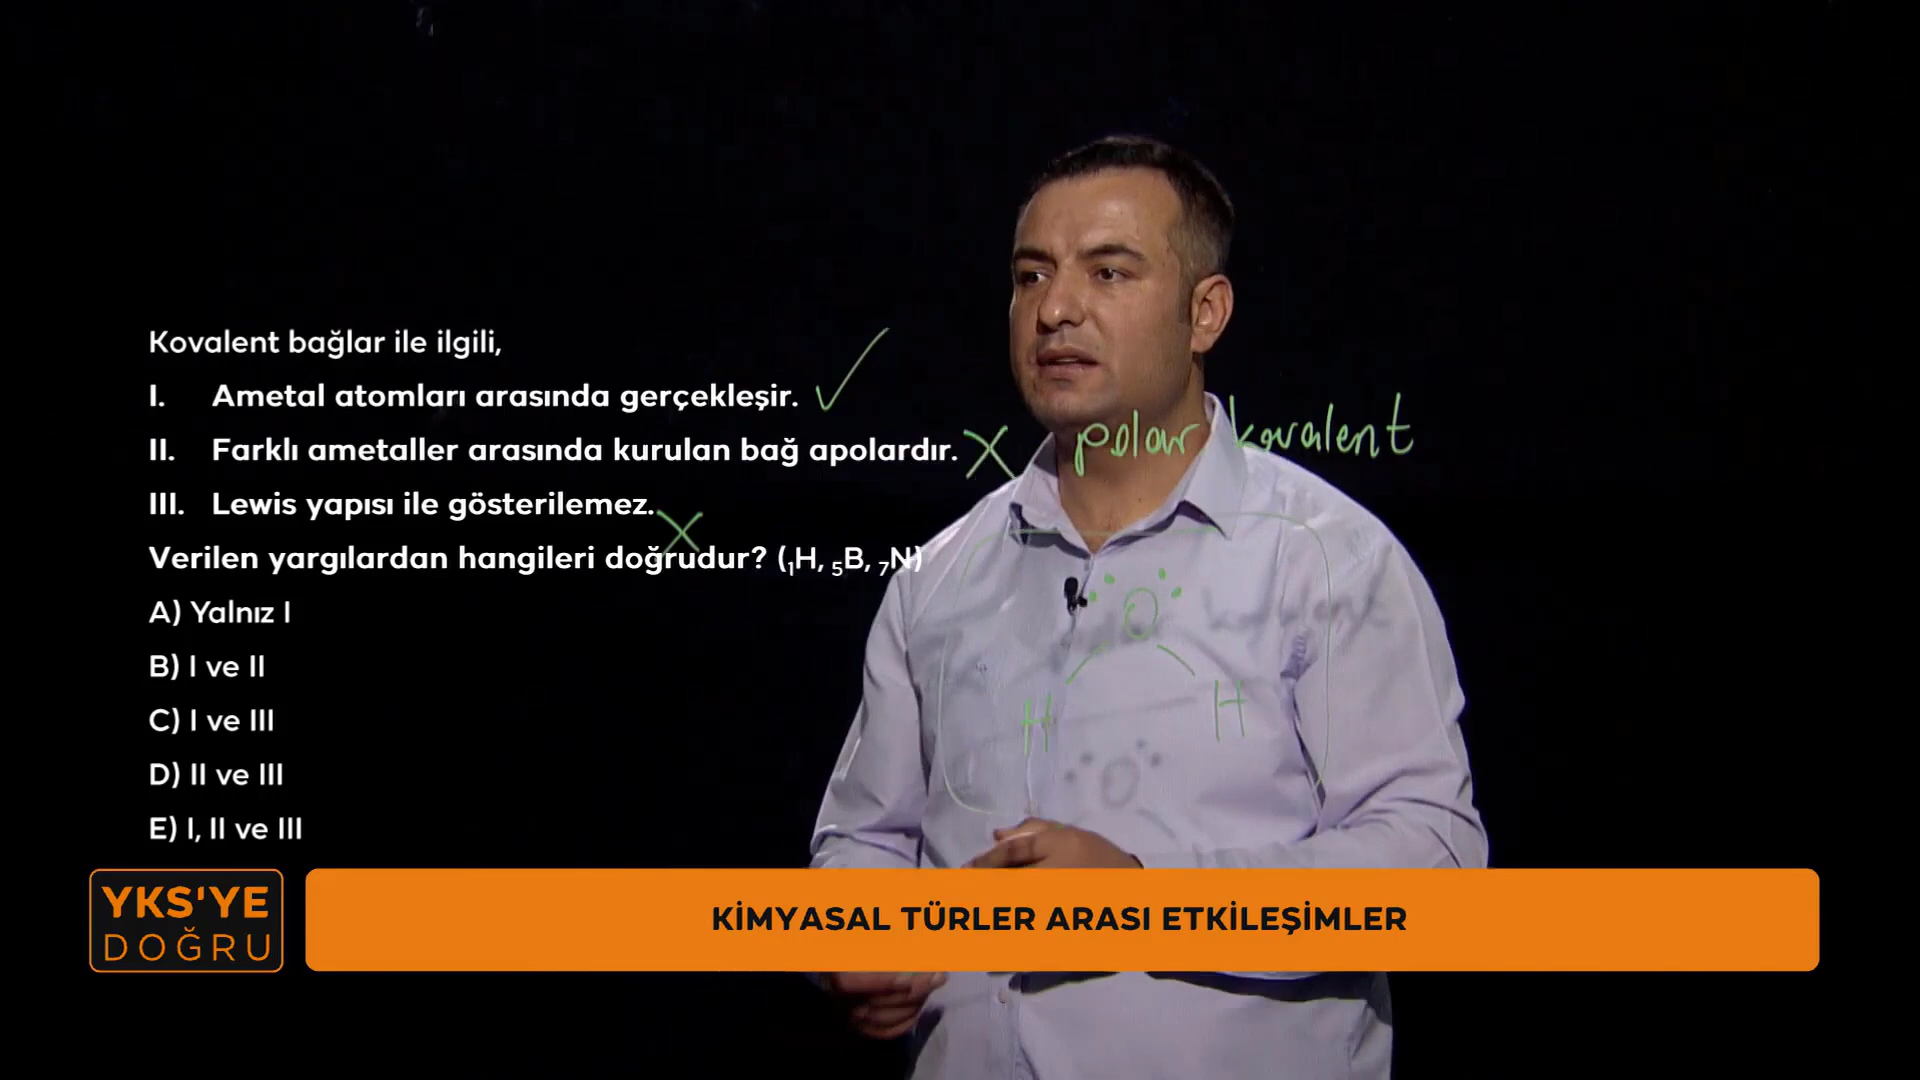 Kovalent bağlar ile ilgili,
I. Ametal atomları arasında gerçekleşir.
II. Farklı ametaller arasında kurulan bağ apolardır.
polar kovalent
III. Lewis yapısı ile gösterilemez.
Verilen yargılardan hangileri doğrudur? (₁H, ₅B, ₇N)
O
H H
A) Yalnız I
B) I ve II
C) I ve III
D) II ve III
E) I, II ve III
YKS'YE
DOĞRU
KİMYASAL TÜRLER ARASI ETKİLEŞİMLER